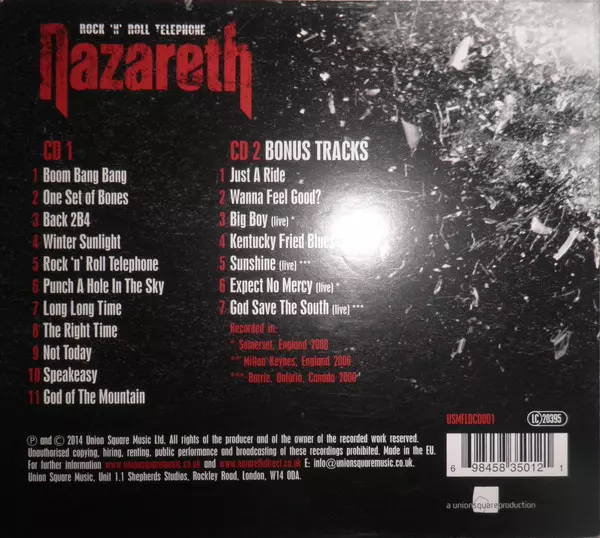 ROCK 'N' ROLL TELEPHONE
Nazareth
CD 1
1 Boom Bang Bang
2 One Set of Bones
3 Back 2B4
4 Winter Sunlight
5 Rock 'n' Roll Telephone
6 Punch A Hole In The Sky
7 Long Long Time
8 The Right Time
9 Not Today
10 Speakeasy
11 God of The Mountain
CD 2 BONUS TRACKS
1 Just A Ride
2 Wanna Feel Good?
3 Big Boy (live) *
4 Kentucky Fried Blues
5 Sunshine (live) ***
6 Expect No Mercy (live) *
7 God Save The South (live) ***
Recorded in:
* Somerset, England
** Milton Keynes, England
*** Barrie, Ontario, Canada
℗ and © 2014 Union Square Music Ltd. All rights of the producer and of the owner of the recorded work reserved.
Unauthorised copying, hiring, renting, public performance and broadcasting of these recordings prohibited. Made in the EU.
For further information www.unionsquaremusic.co.uk and www.nazarethdirect.co.uk E: info@unionsquaremusic.co.uk.
Union Square Music, Unit 1.1 Shepherds Studios, Rockley Road, London, W14 0DA.
USMFLDCD001
LC 20395
6 98458 35012 1
a unionsquareproduction